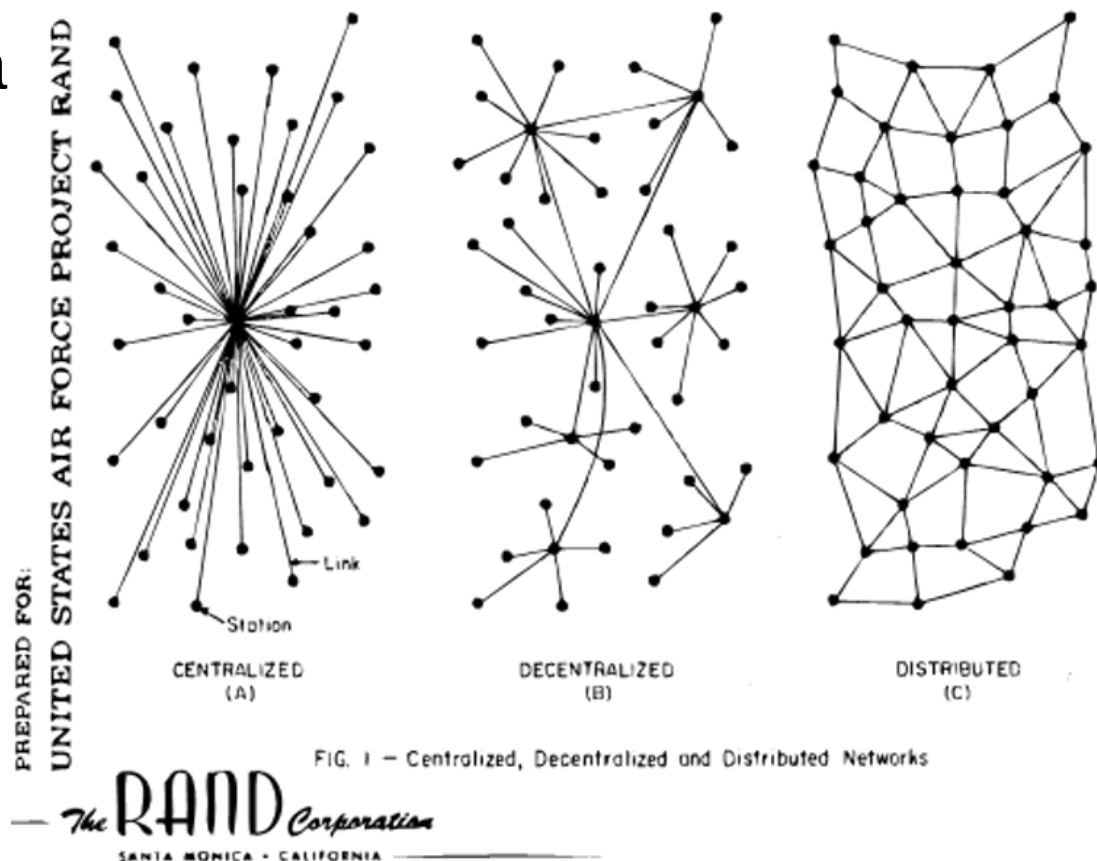 PREPARED FOR:
UNITED STATES AIR FORCE PROJECT RAND
Link
Station
CENTRALIZED
(A)
DECENTRALIZED
(B)
DISTRIBUTED
(C)
FIG. 1 – Centralized, Decentralized and Distributed Networks
The RAND Corporation
SANTA MONICA • CALIFORNIA